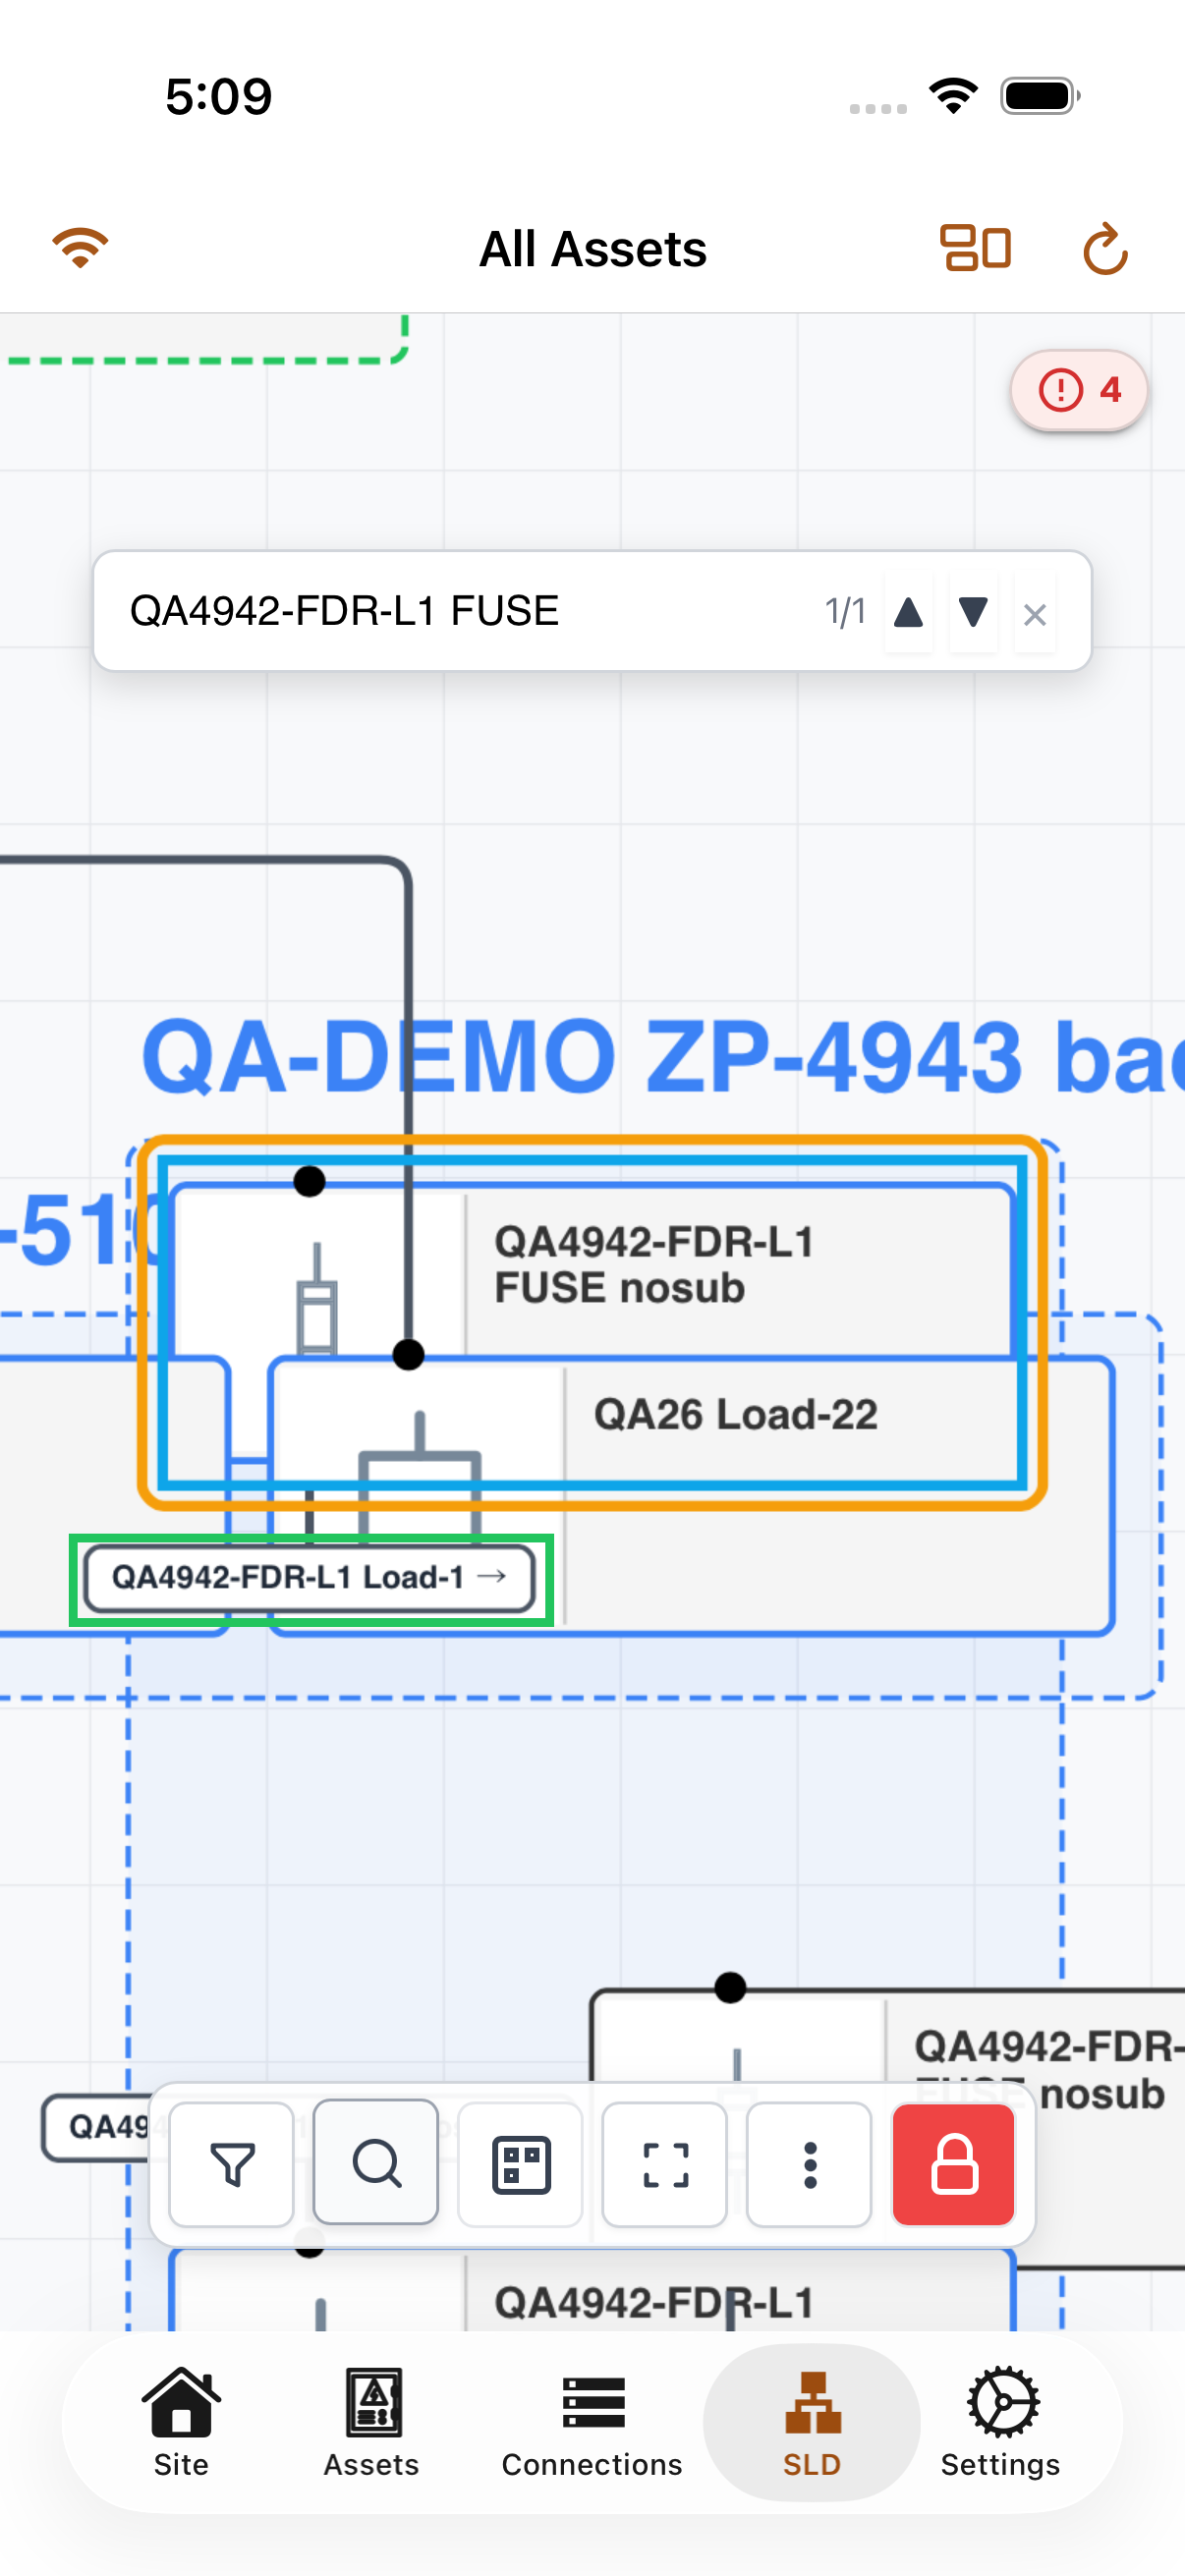 5:09
All Assets
4
QA4942-FDR-L1 FUSE
1/1
QA-DEMO ZP-4943
-510
QA4942-FDR-L1
FUSE nosub
QA26 Load-22
QA4942-FDR-L1 Load-1 →
QA4942-FDR-
FUSE nosub
QA4942-FDR-L1
Site
Assets
Connections
SLD
Settings